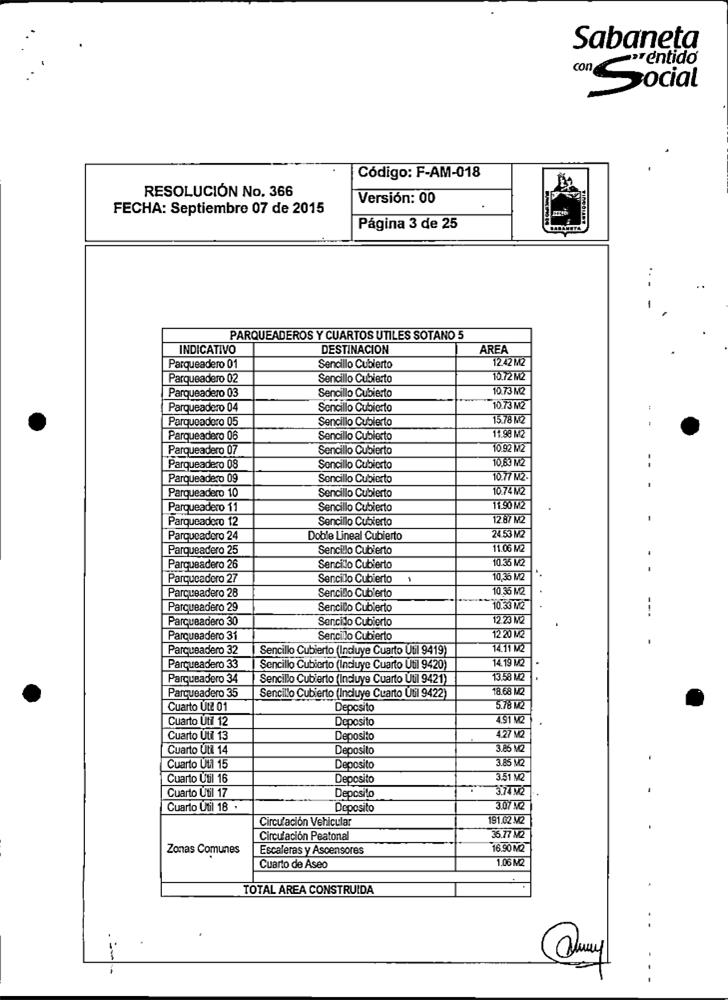 Sabaneta
con Sentido
Social
RESOLUCIÓN No. 366
FECHA: Septiembre 07 de 2015
Código: F-AM-018
Versión: 00
Página 3 de 25
SABANETA
ANTIOQUIA
PARQUEADEROS Y CUARTOS UTILES SOTANO 5
INDICATIVO DESTINACION AREA
Parqueadero 01 Sencillo Cubierto 12.42 M2
Parqueadero 02 Sencillo Cubierto 10.72 M2
Parqueadero 03 Sencillo Cubierto 10.73 M2
Parqueadero 04 Sencillo Cubierto 10.73 M2
Parqueadero 05 Sencillo Cubierto 15.78 M2
Parqueadero 06 Sencillo Cubierto 11.98 M2
Parqueadero 07 Sencillo Cubierto 10.92 M2
Parqueadero 08 Sencillo Cubierto 10,83 M2
Parqueadero 09 Sencillo Cubierto 10.77 M2
Parqueadero 10 Sencillo Cubierto 10.74 M2
Parqueadero 11 Sencillo Cubierto 11.90 M2
Parqueadero 12 Sencillo Cubierto 12.87 M2
Parqueadero 24 Doble Lineal Cubierto 24.53 M2
Parqueadero 25 Sencillo Cubierto 11.06 M2
Parqueadero 26 Sencillo Cubierto 10.35 M2
Parqueadero 27 Sencillo Cubierto 10,35 M2
Parqueadero 28 Sencillo Cubierto 10.35 M2
Parqueadero 29 Sencillo Cubierto 10.33 M2
Parqueadero 30 Sencillo Cubierto 12.23 M2
Parqueadero 31 Sencillo Cubierto 12.20 M2
Parqueadero 32 Sencillo Cubierto (Incluye Cuarto Útil 9419) 14.11 M2
Parqueadero 33 Sencillo Cubierto (Incluye Cuarto Útil 9420) 14.19 M2
Parqueadero 34 Sencillo Cubierto (Incluye Cuarto Útil 9421) 13.58 M2
Parqueadero 35 Sencillo Cubierto (Incluye Cuarto Útil 9422) 18.68 M2
Cuarto Útil 01 Deposito 5.78 M2
Cuarto Útil 12 Deposito 4.91 M2
Cuarto Útil 13 Deposito 4.27 M2
Cuarto Útil 14 Deposito 3.85 M2
Cuarto Útil 15 Deposito 3.85 M2
Cuarto Útil 16 Deposito 3.51 M2
Cuarto Útil 17 Deposito 3.74 M2
Cuarto Útil 18 Deposito 3.07 M2
Zonas Comunes
Circulación Vehicular 191.02 M2
Circulación Peatonal 35.77 M2
Escaleras y Ascensores 16.90 M2
Cuarto de Aseo 1.06 M2
TOTAL AREA CONSTRUIDA